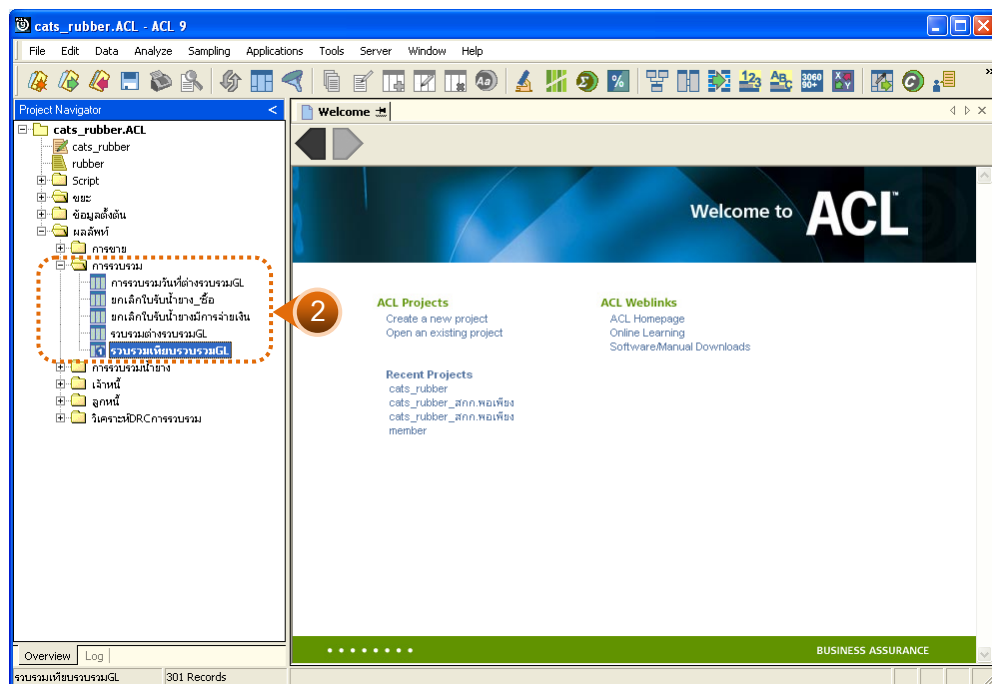 cats_rubber.ACL - ACL 9
File Edit Data Analyze Sampling Applications Tools Server Window Help
Project Navigator <
Welcome
cats_rubber.ACL
cats_rubber
rubber
Script
ขยะ
ข้อมูลตั้งต้น
ผลลัพท์
การขาย
การรวบรวม
การรวบรวมวันที่ต่างรวบรวมGL
ยกเลิกใบรับน้ำยาง_ซื้อ
ยกเลิกใบรับน้ำยางมีการจ่ายเงิน
รวบรวมต่างรวบรวมGL
รวบรวมเทียบรวบรวมGL
การรวบรวมน้ำยาง
เจ้าหนี้
ลูกหนี้
วิเคราะห์DRCการรวบรวม
2
Welcome to ACL™
ACL Projects
Create a new project
Open an existing project
Recent Projects
cats_rubber
cats_rubber_สกก.พอเพียง
cats_rubber_สกก.พอเพียง
member
ACL Weblinks
ACL Homepage
Online Learning
Software/Manual Downloads
BUSINESS ASSURANCE
Overview Log
รวบรวมเทียบรวบรวมGL 301 Records